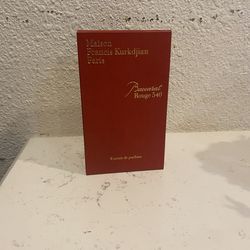 Maison
Francis Kurkdjian
Paris
Baccarat
Rouge 540
Extrait de parfum